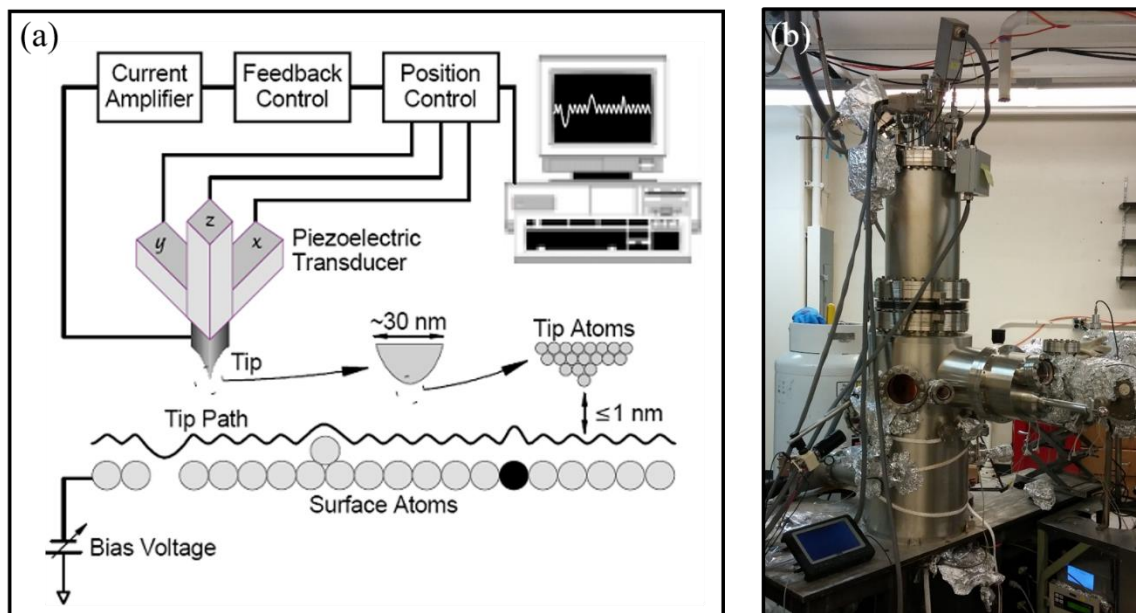 (a)
Current
Amplifier
Feedback
Control
Position
Control
z
y
x
Piezoelectric
Transducer
~30 nm
Tip Atoms
Tip
≤1 nm
Tip Path
Surface Atoms
Bias Voltage
(b)